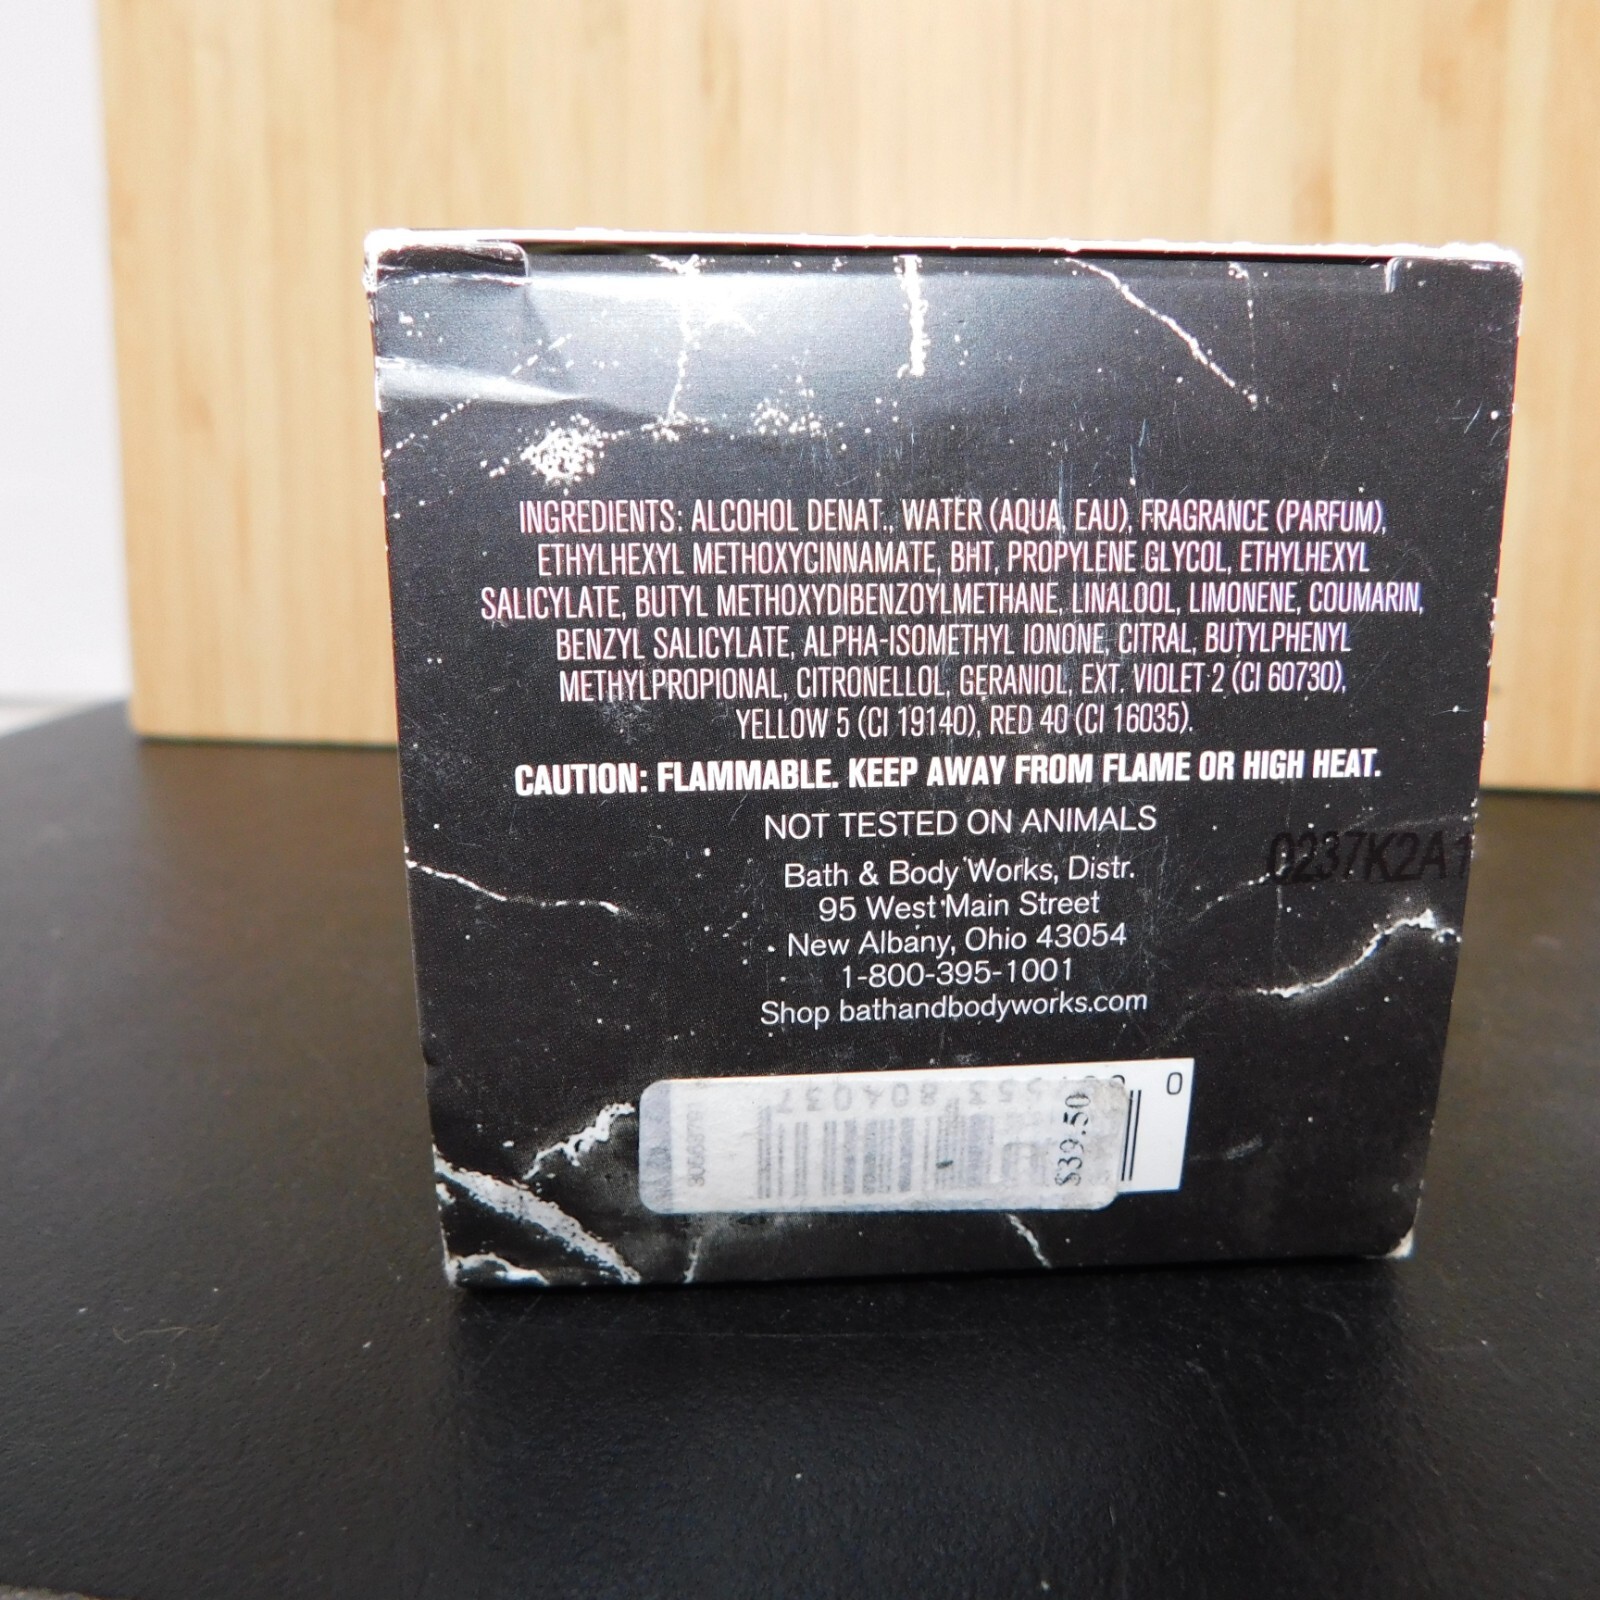 INGREDIENTS: ALCOHOL DENAT., WATER (AQUA, EAU), FRAGRANCE (PARFUM),
ETHYLHEXYL METHOXYCINNAMATE, BHT, PROPYLENE GLYCOL, ETHYLHEXYL
SALICYLATE, BUTYL METHOXYDIBENZOYLMETHANE, LINALOOL, LIMONENE, COUMARIN,
BENZYL SALICYLATE, ALPHA-ISOMETHYL IONONE, CITRAL, BUTYLPHENYL
METHYLPROPIONAL, CITRONELLOL, GERANIOL, EXT. VIOLET 2 (CI 60730),
YELLOW 5 (CI 19140), RED 40 (CI 16035).
CAUTION: FLAMMABLE. KEEP AWAY FROM FLAME OR HIGH HEAT.
NOT TESTED ON ANIMALS
0237K2A1
Bath & Body Works, Distr.
95 West Main Street
New Albany, Ohio 43054
1-800-395-1001
Shop bathandbodyworks.com
0
$39.50